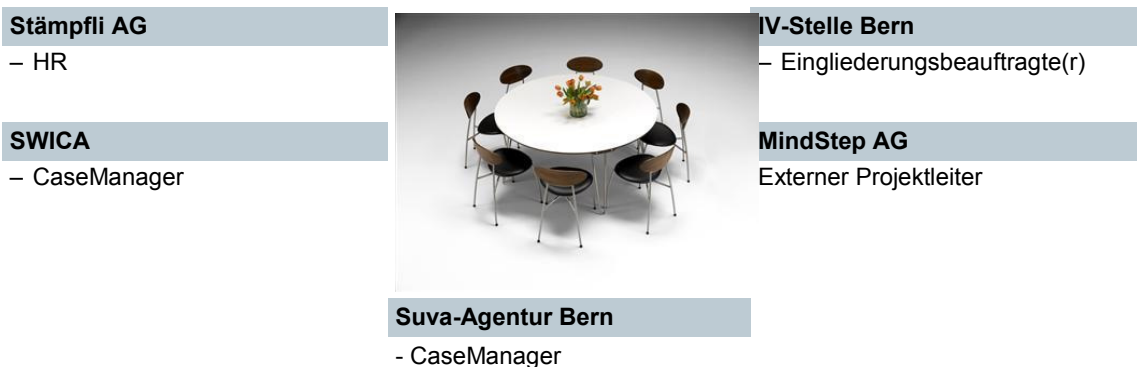 Stämpfli AG
– HR
SWICA
– CaseManager
IV-Stelle Bern
– Eingliederungsbeauftragte(r)
MindStep AG
Externer Projektleiter
Suva-Agentur Bern
- CaseManager